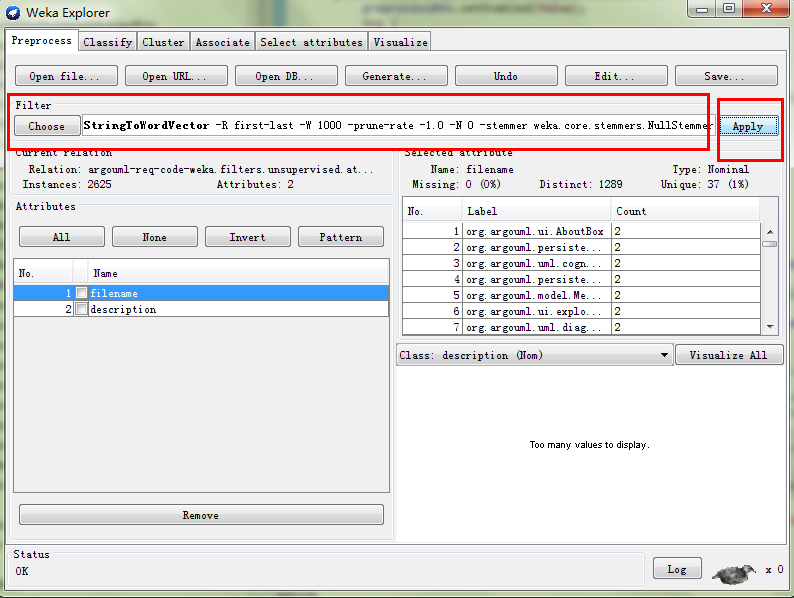 Weka Explorer
Preprocess Classify Cluster Associate Select attributes Visualize
Open file... Open URL... Open DB... Generate... Undo Edit... Save...
Filter
Choose StringToWordVector -R first-last -W 1000 -prune-rate -1.0 -N 0 -stemmer weka.core.stemmers.NullStemmer Apply
Current relation
Relation: argouml-req-code-weka.filters.unsupervised.at...
Instances: 2625 Attributes: 2
Selected attribute
Name: filename Type: Nominal
Missing: 0 (0%) Distinct: 1289 Unique: 37 (1%)
Attributes
All None Invert Pattern
No. Name
1 filename
2 description
Remove
No. Label Count
1 org.argouml.ui.AboutBox 2
2 org.argouml.persiste... 2
3 org.argouml.uml.cogn... 2
4 org.argouml.persiste... 2
5 org.argouml.model.Me... 2
6 org.argouml.ui.explo... 2
7 org.argouml.uml.diag... 2
Class: description (Nom) Visualize All
Too many values to display.
Status
OK
Log x 0